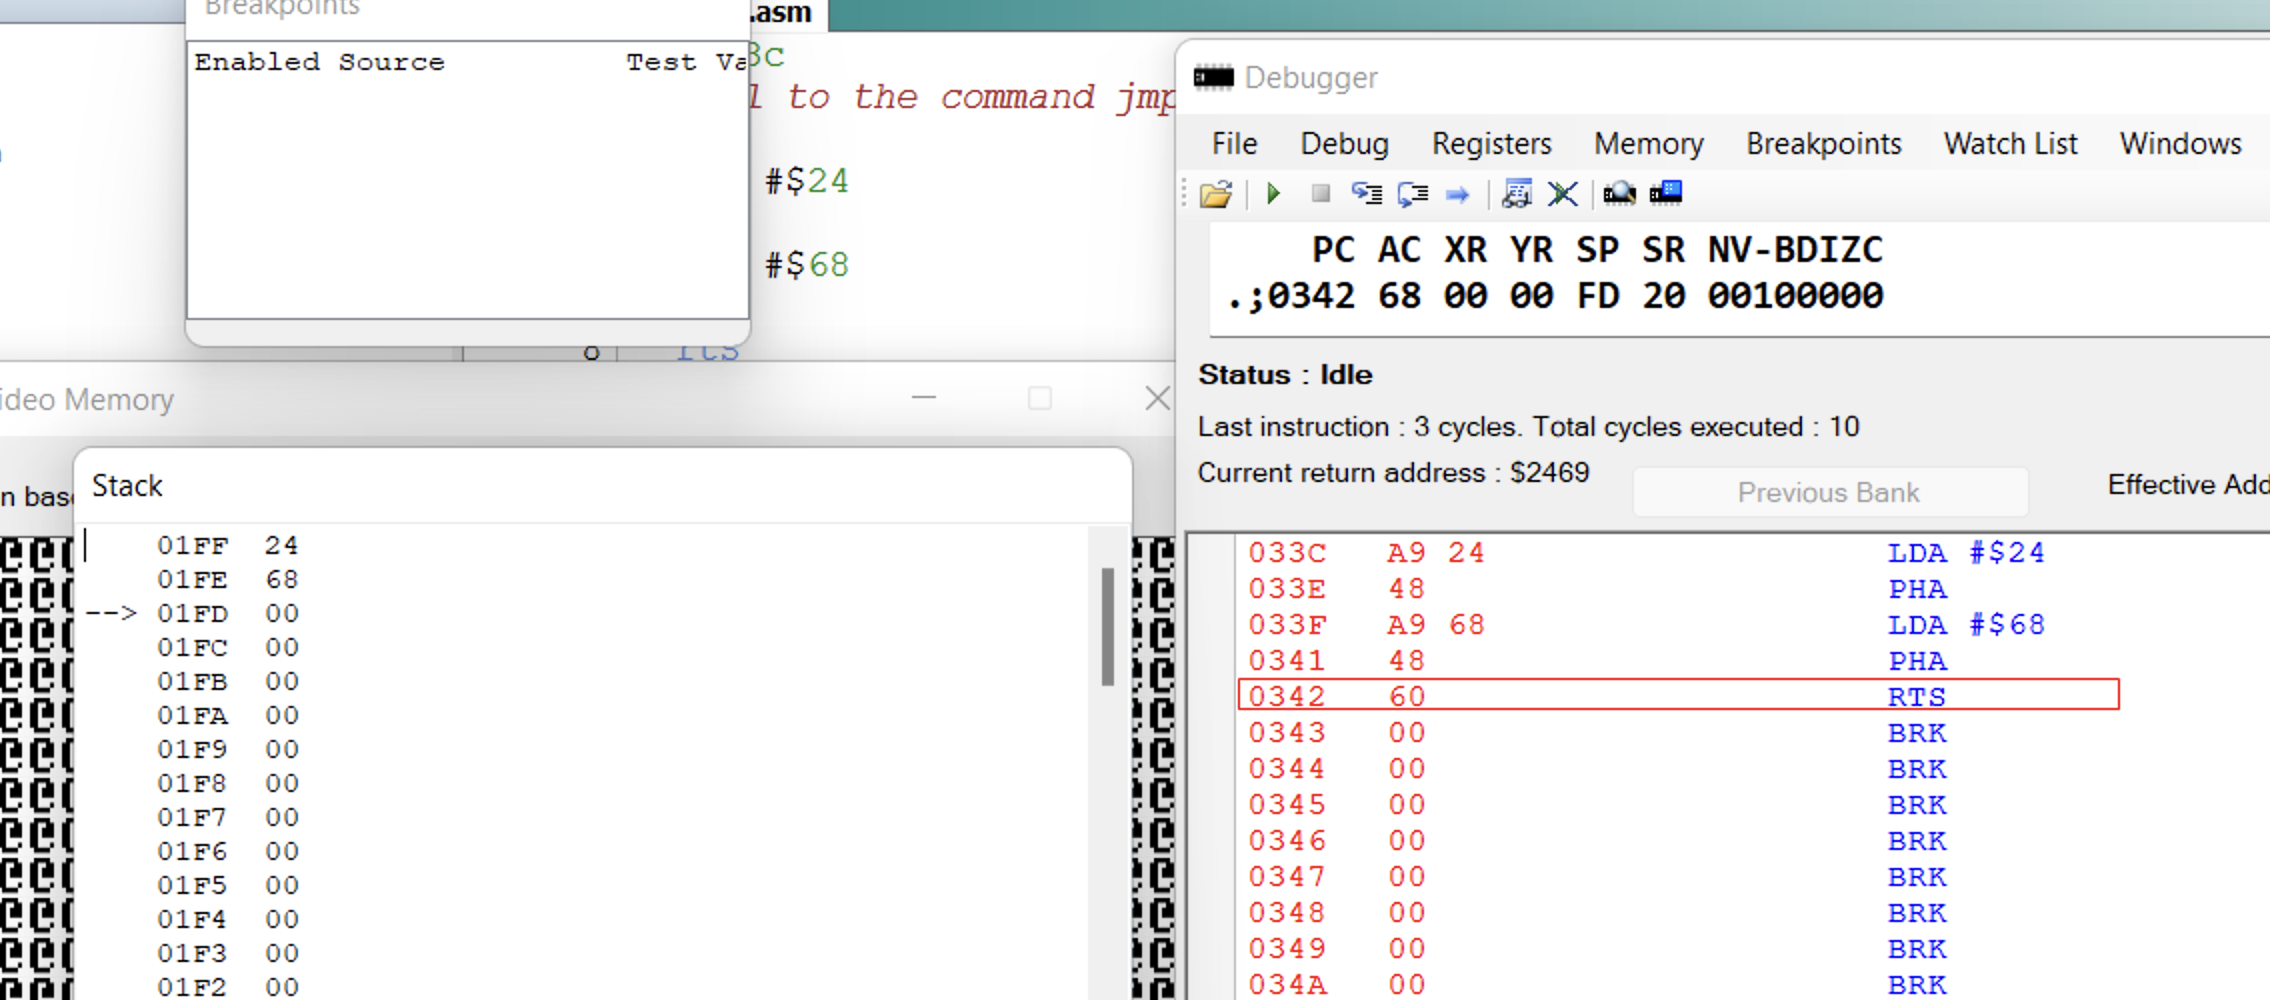 Breakpoints
Enabled Source Test Va
.asm
3c
l to the command jmp
#$24
#$68
8 rts
ideo Memory
n bas
Stack
01FF 24
01FE 68
--> 01FD 00
01FC 00
01FB 00
01FA 00
01F9 00
01F8 00
01F7 00
01F6 00
01F5 00
01F4 00
01F3 00
01F2 00
Debugger
File Debug Registers Memory Breakpoints Watch List Windows
PC AC XR YR SP SR NV-BDIZC
.;0342 68 00 00 FD 20 00100000
Status : Idle
Last instruction : 3 cycles. Total cycles executed : 10
Current return address : $2469
Previous Bank
Effective Add
033C A9 24 LDA #$24
033E 48 PHA
033F A9 68 LDA #$68
0341 48 PHA
0342 60 RTS
0343 00 BRK
0344 00 BRK
0345 00 BRK
0346 00 BRK
0347 00 BRK
0348 00 BRK
0349 00 BRK
034A 00 BRK